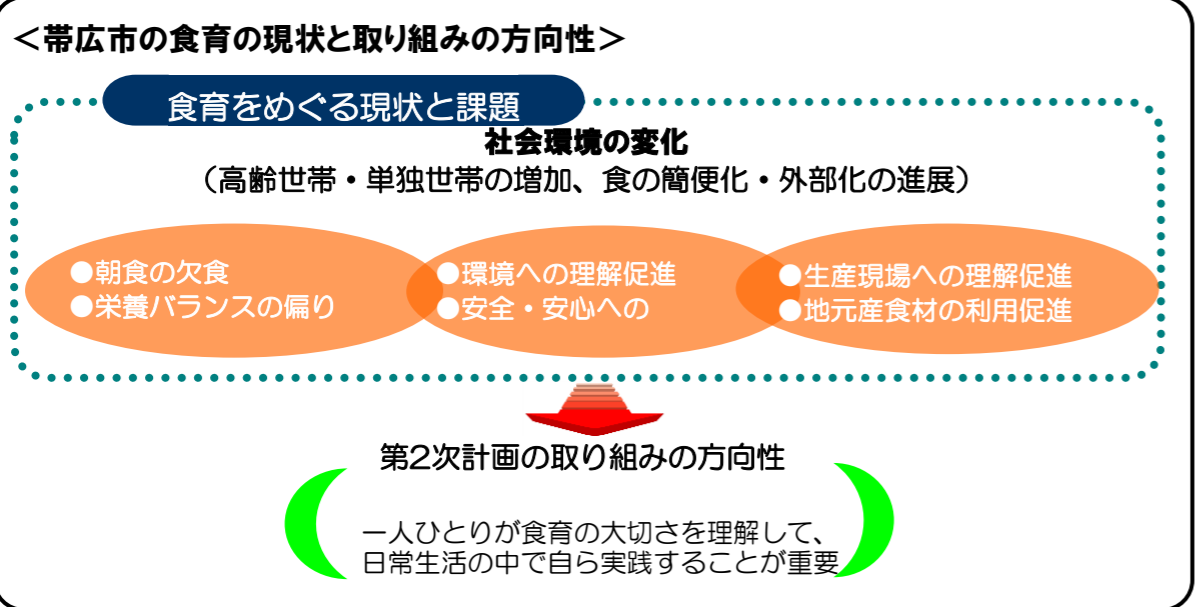 ＜帯広市の食育の現状と取り組みの方向性＞
食育をめぐる現状と課題
社会環境の変化
（高齢世帯・単独世帯の増加、食の簡便化・外部化の進展）
●朝食の欠食
●栄養バランスの偏り
●環境への理解促進
●安全・安心への
●生産現場への理解促進
●地元産食材の利用促進
第2次計画の取り組みの方向性
一人ひとりが食育の大切さを理解して、
日常生活の中で自ら実践することが重要